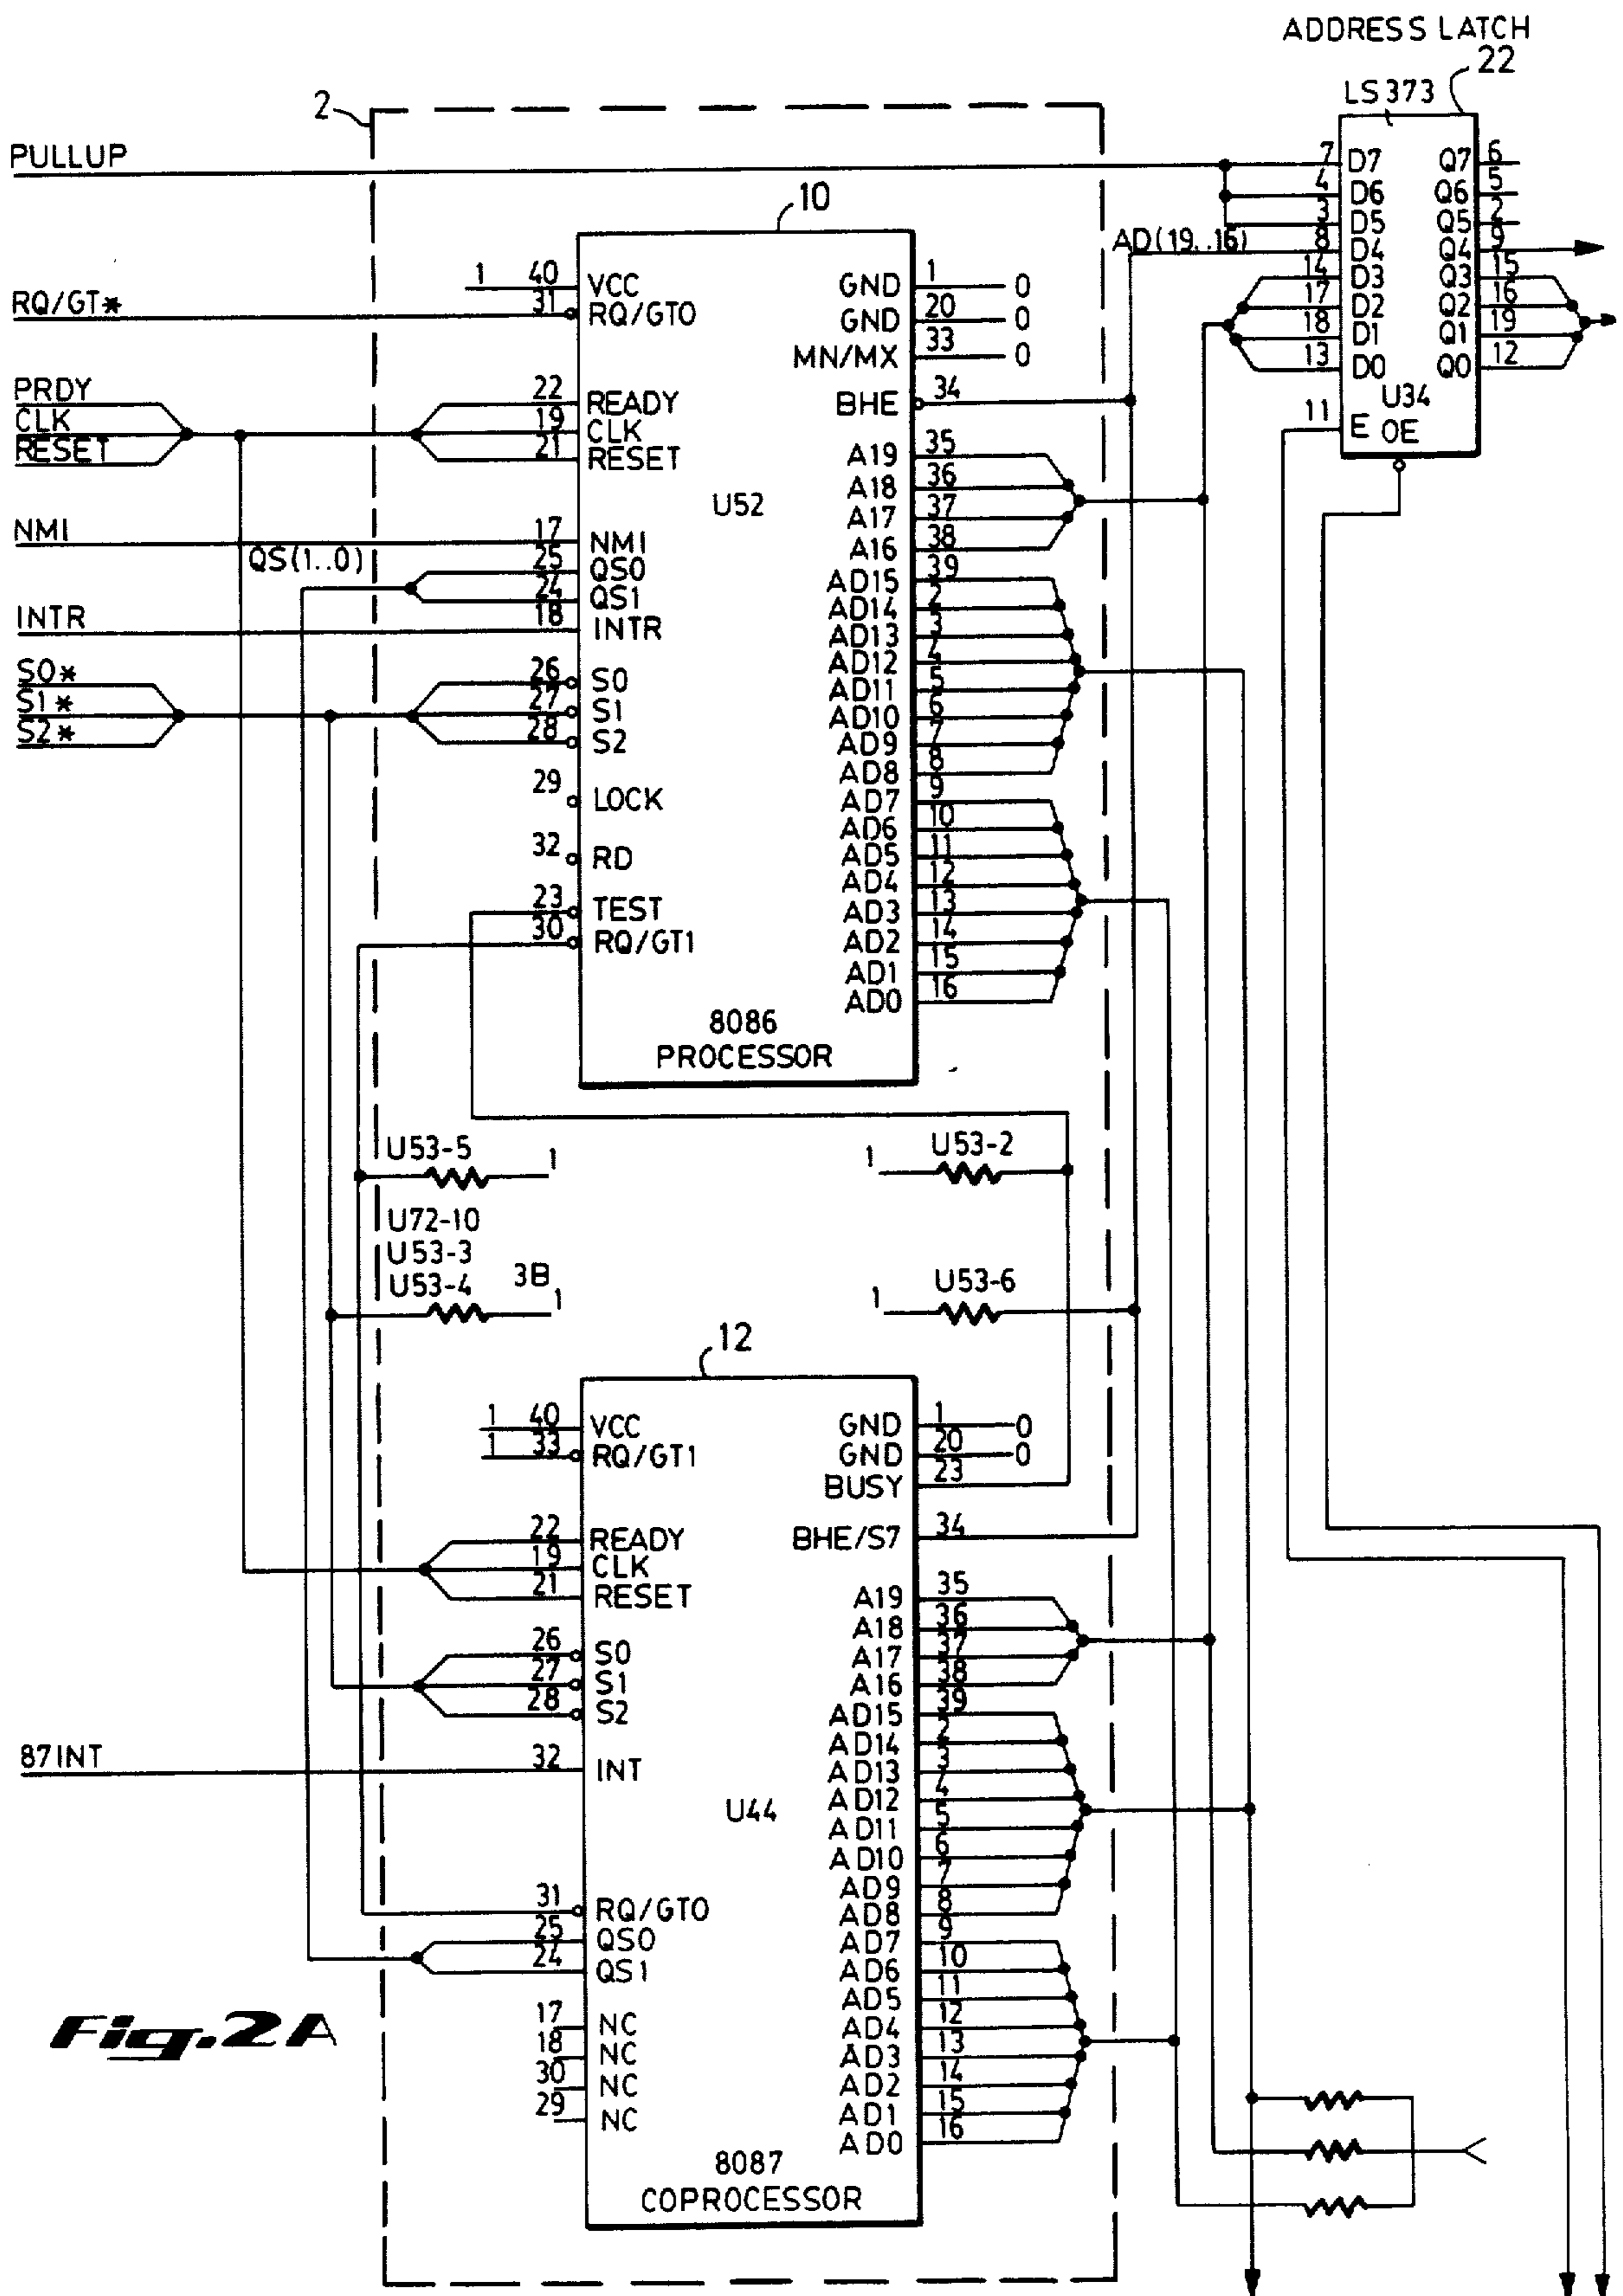 ADDRESS LATCH
22
LS373
2
PULLUP
7 D7 Q7 6
4 D6 Q6 5
3 D5 Q5 2
8 D4 Q4 9
AD(19..16)
14 D3 Q3 15
17 D2 Q2 16
18 D1 Q1 19
13 D0 Q0 12
U34
11 E OE
10
1 40 VCC
GND 1 0
RQ/GT*
31 RQ/GT0
GND 20 0
MN/MX 33 0
PRDY
22 READY
BHE 34
CLK
19 CLK
RESET
21 RESET
A19 35
A18 36
U52
A17 37
A16 38
NMI
17 NMI
QS(1..0)
25 QS0
24 QS1
AD15 39
AD14 2
INTR
18 INTR
AD13 3
AD12 4
S0*
26 S0
AD11 5
S1*
27 S1
AD10 6
S2*
28 S2
AD9 7
AD8 8
29 LOCK
AD7 9
AD6 10
32 RD
AD5 11
AD4 12
23 TEST
AD3 13
30 RQ/GT1
AD2 14
AD1 15
AD0 16
8086
PROCESSOR
U53-5 1
1 U53-2
U72-10
U53-3
U53-4 3B 1
1 U53-6
12
1 40 VCC
GND 1 0
1 33 RQ/GT1
GND 20 0
BUSY 23
22 READY
BHE/S7 34
19 CLK
21 RESET
A19 35
A18 36
26 S0
A17 37
27 S1
A16 38
28 S2
AD15 39
AD14 2
87INT
32 INT
AD13 3
AD12 4
U44
AD11 5
AD10 6
AD9 7
31 RQ/GT0
AD8 8
25 QS0
AD7 9
24 QS1
AD6 10
AD5 11
17 NC
AD4 12
18 NC
AD3 13
30 NC
AD2 14
29 NC
AD1 15
AD0 16
8087
COPROCESSOR
Fig.2A